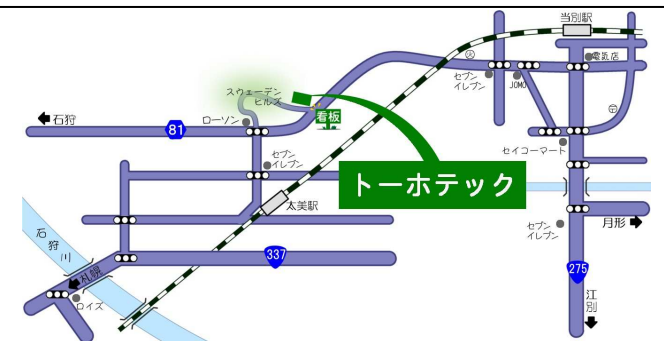 当別駅
㊋
電気店
セブン
イレブン
JOMO
スウェーデン
ヒルズ
看板
石狩
81
ローソン
〒
セイコーマート
セブン
イレブン
トーホテック
太美駅
石狩川
セブン
イレブン
月形
337
札幌
275
ロイズ
江別